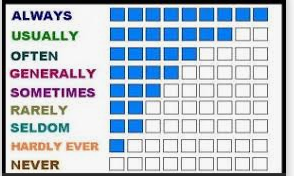 ALWAYS
USUALLY
OFTEN
GENERALLY
SOMETIMES
RARELY
SELDOM
HARDLY EVER
NEVER